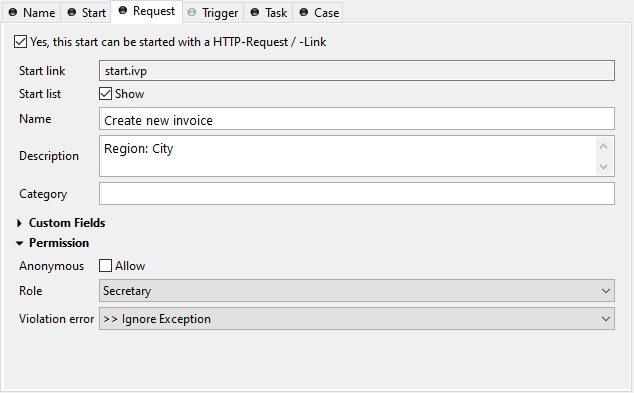 Name Start Request Trigger Task Case
Yes, this start can be started with a HTTP-Request / -Link
Start link start.ivp
Start list Show
Name Create new invoice
Description Region: City
Category
Custom Fields
Permission
Anonymous Allow
Role Secretary
Violation error >> Ignore Exception